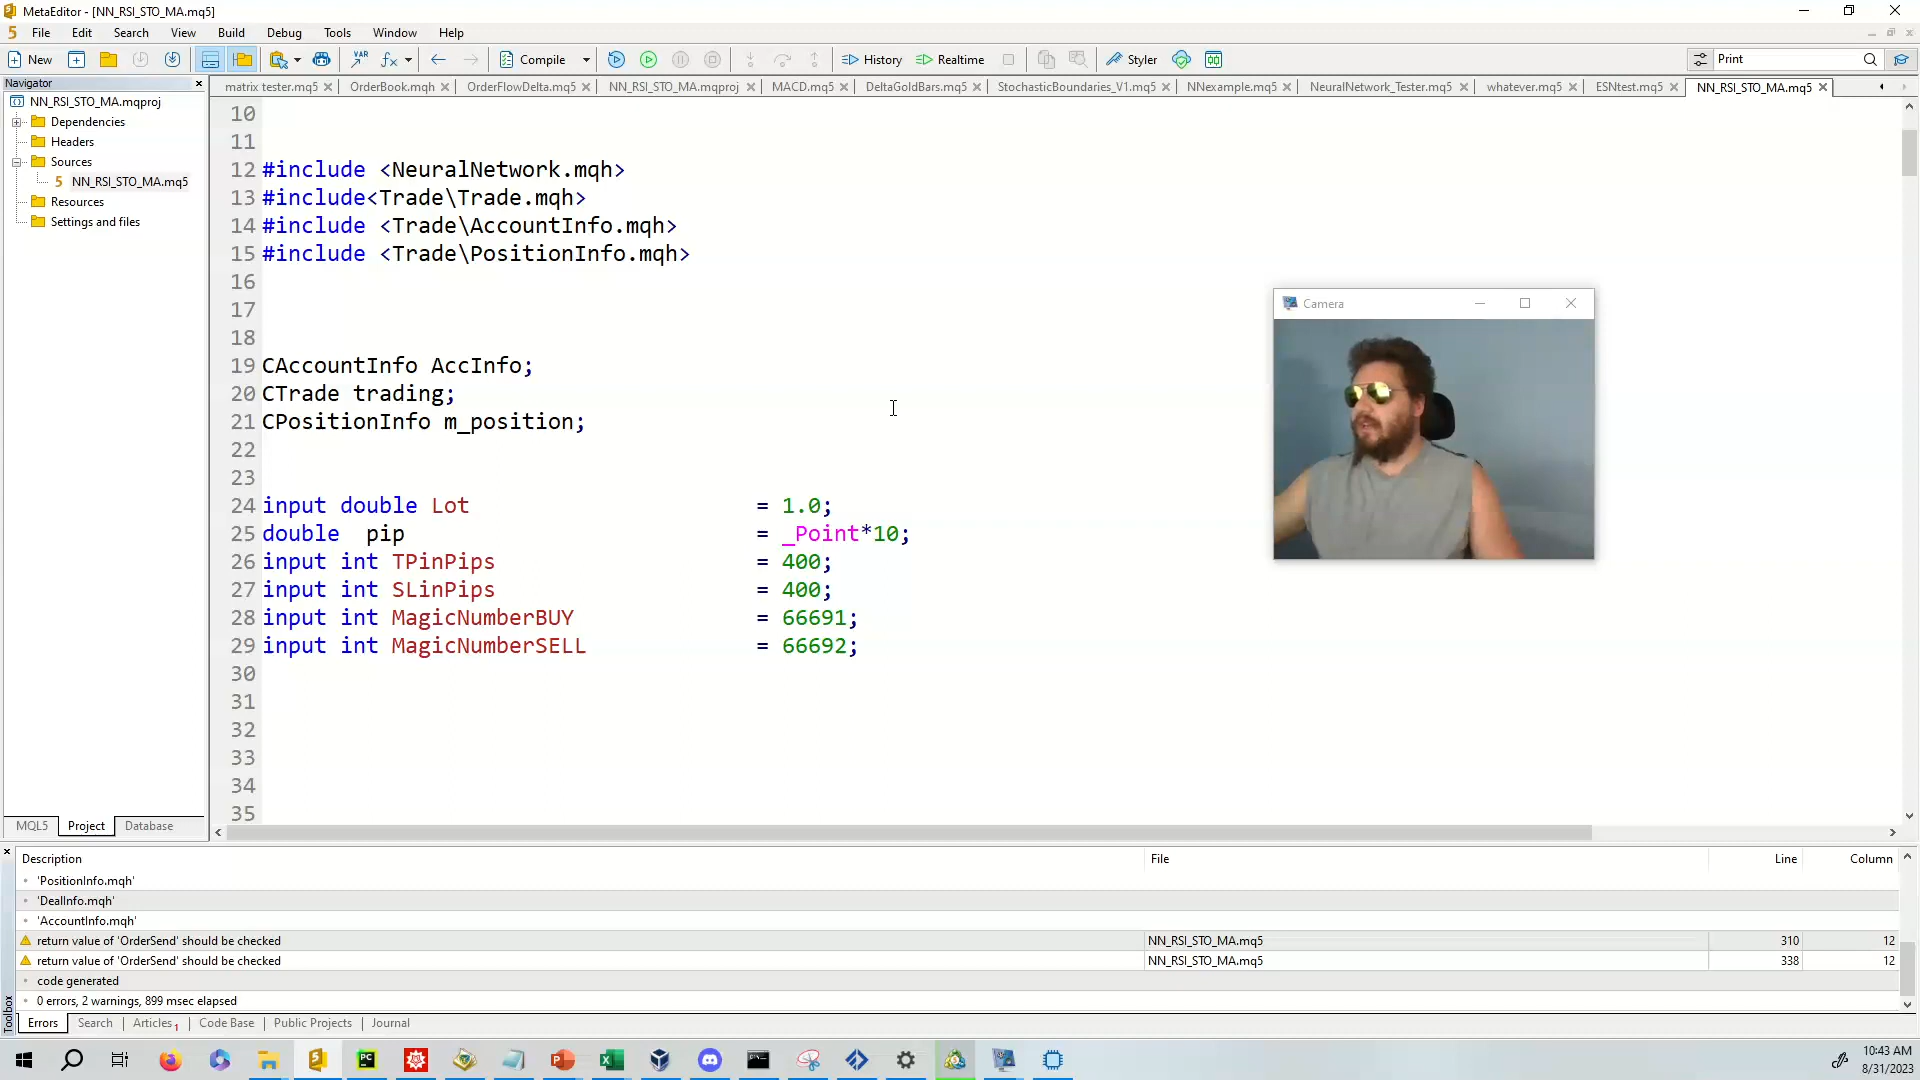 MetaEditor - [NN_RSI_STO_MA.mq5]
5 File Edit Search View Build Debug Tools Window Help
New VAR fx Compile History Realtime Styler Print
Navigator
matrix tester.mq5 OrderBook.mqh OrderFlowDelta.mq5 NN_RSI_STO_MA.mqproj MACD.mq5 DeltaGoldBars.mq5 StochasticBoundaries_V1.mq5 NNexample.mq5 NeuralNetwork_Tester.mq5 whatever.mq5 ESNtest.mq5 NN_RSI_STO_MA.mq5
NN_RSI_STO_MA.mqproj
Dependencies
Headers
Sources
5 NN_RSI_STO_MA.mq5
Resources
Settings and files
MQL5 Project Database
10
11
12 #include <NeuralNetwork.mqh>
13 #include<Trade\Trade.mqh>
14 #include <Trade\AccountInfo.mqh>
15 #include <Trade\PositionInfo.mqh>
16
17
18
19 CAccountInfo AccInfo;
20 CTrade trading;
21 CPositionInfo m_position;
22
23
24 input double Lot = 1.0;
25 double pip = _Point*10;
26 input int TPinPips = 400;
27 input int SLinPips = 400;
28 input int MagicNumberBUY = 66691;
29 input int MagicNumberSELL = 66692;
30
31
32
33
34
35
Camera
Description File Line Column
'PositionInfo.mqh'
'DealInfo.mqh'
'AccountInfo.mqh'
return value of 'OrderSend' should be checked NN_RSI_STO_MA.mq5 310 12
return value of 'OrderSend' should be checked NN_RSI_STO_MA.mq5 338 12
code generated
0 errors, 2 warnings, 899 msec elapsed
Toolbox
Errors Search Articles 1 Code Base Public Projects Journal
PC
10:43 AM
8/31/2023